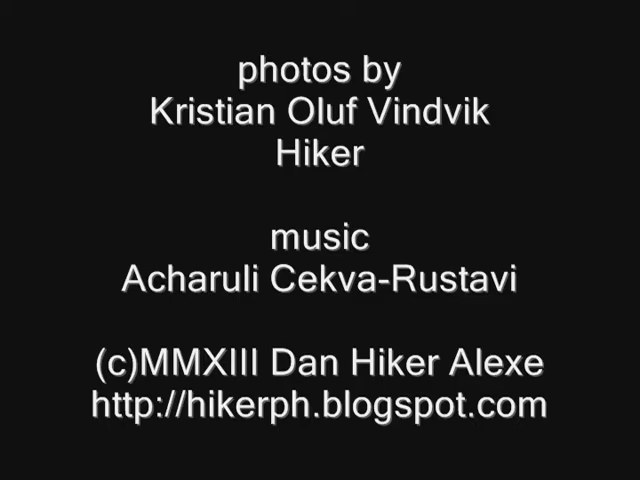 photos by
Kristian Oluf Vindvik
Hiker
music
Acharuli Cekva-Rustavi
(c)MMXIII Dan Hiker Alexe
http://hikerph.blogspot.com